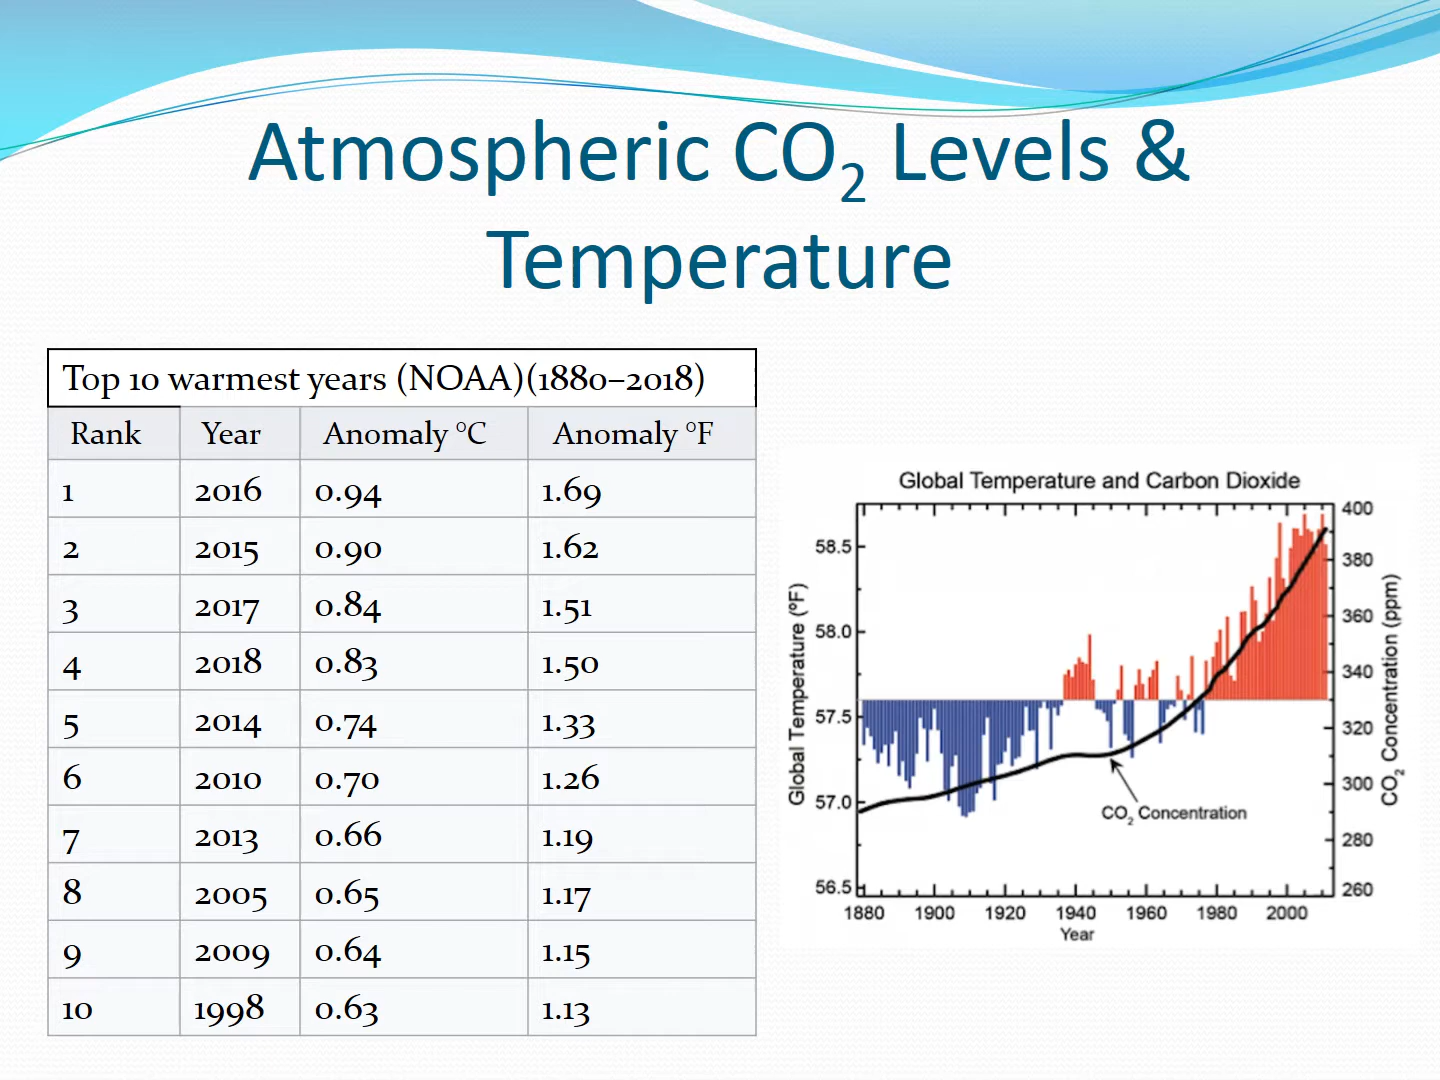 Atmospheric CO2 Levels &
Temperature
Top 10 warmest years (NOAA)(1880–2018)
Rank Year Anomaly °C Anomaly °F
1 2016 0.94 1.69
2 2015 0.90 1.62
3 2017 0.84 1.51
4 2018 0.83 1.50
5 2014 0.74 1.33
6 2010 0.70 1.26
7 2013 0.66 1.19
8 2005 0.65 1.17
9 2009 0.64 1.15
10 1998 0.63 1.13
Global Temperature and Carbon Dioxide
Global Temperature (ºF)
58.5
58.0
57.5
57.0
56.5
400
380
360
340
320
300
280
260
CO2 Concentration (ppm)
CO2 Concentration
1880 1900 1920 1940 1960 1980 2000
Year